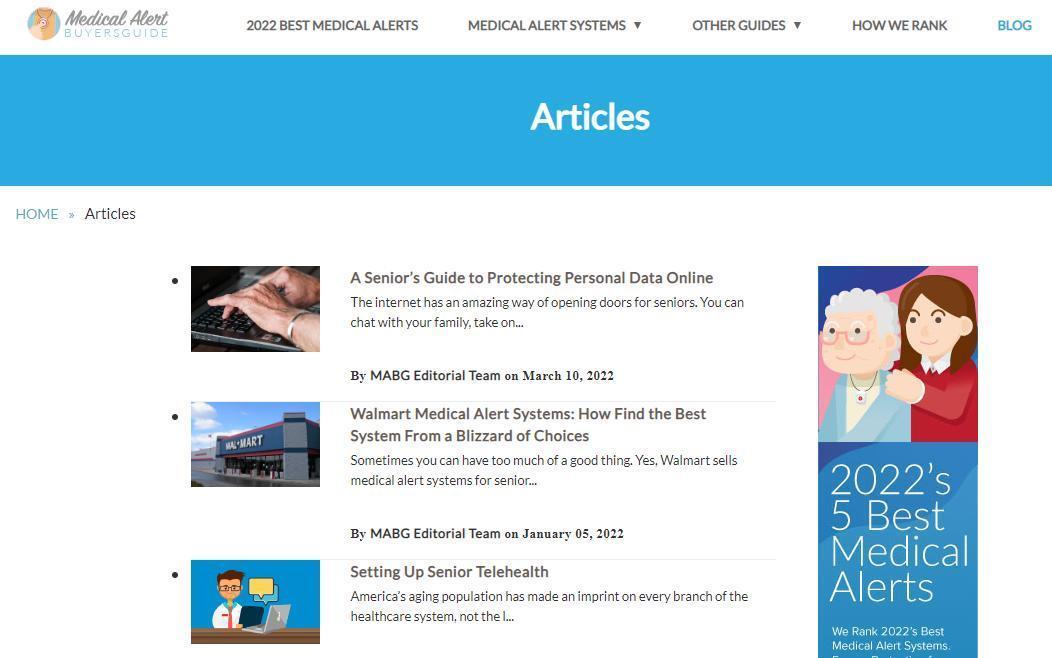 Medical Alert
BUYERSGUIDE
2022 BEST MEDICAL ALERTS
MEDICAL ALERT SYSTEMS ▼
OTHER GUIDES ▼
HOW WE RANK
BLOG
Articles
HOME » Articles
A Senior’s Guide to Protecting Personal Data Online
The internet has an amazing way of opening doors for seniors. You can
chat with your family, take on...
By MABG Editorial Team on March 10, 2022
WAL★MART
Walmart Medical Alert Systems: How Find the Best
System From a Blizzard of Choices
Sometimes you can have too much of a good thing. Yes, Walmart sells
medical alert systems for senior...
By MABG Editorial Team on January 05, 2022
Setting Up Senior Telehealth
America’s aging population has made an imprint on every branch of the
healthcare system, not the l...
2022’s
5 Best
Medical
Alerts
We Rank 2022’s Best
Medical Alert Systems.